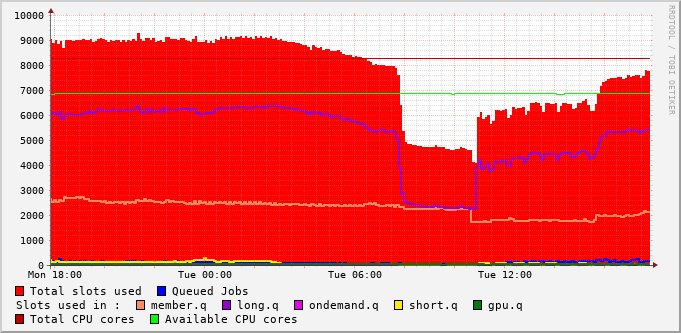 10000
9000
8000
7000
6000
5000
4000
3000
2000
1000
0
Mon 18:00 Tue 00:00 Tue 06:00 Tue 12:00
Total slots used Queued Jobs
Slots used in : member.q long.q ondemand.q short.q gpu.q
Total CPU cores Available CPU cores
RRDTOOL / TOBI OETIKER